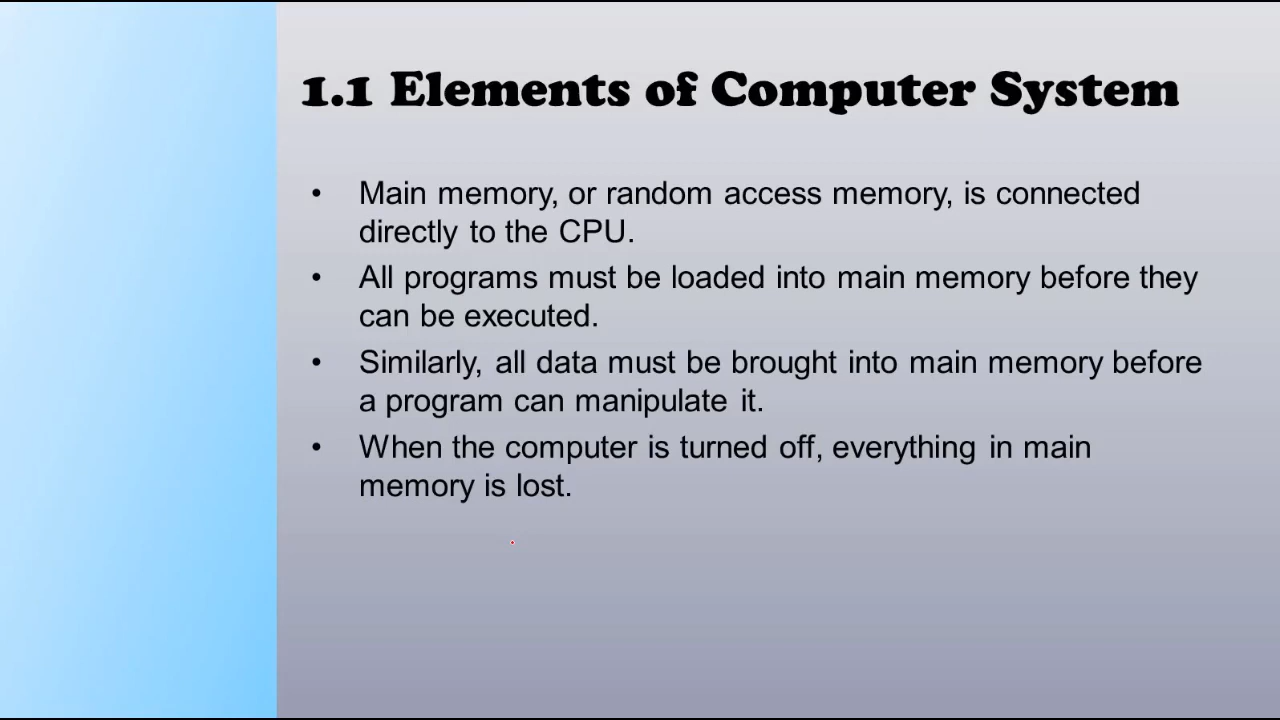 1.1 Elements of Computer System
• Main memory, or random access memory, is connected
directly to the CPU.
• All programs must be loaded into main memory before they
can be executed.
• Similarly, all data must be brought into main memory before
a program can manipulate it.
• When the computer is turned off, everything in main
memory is lost.